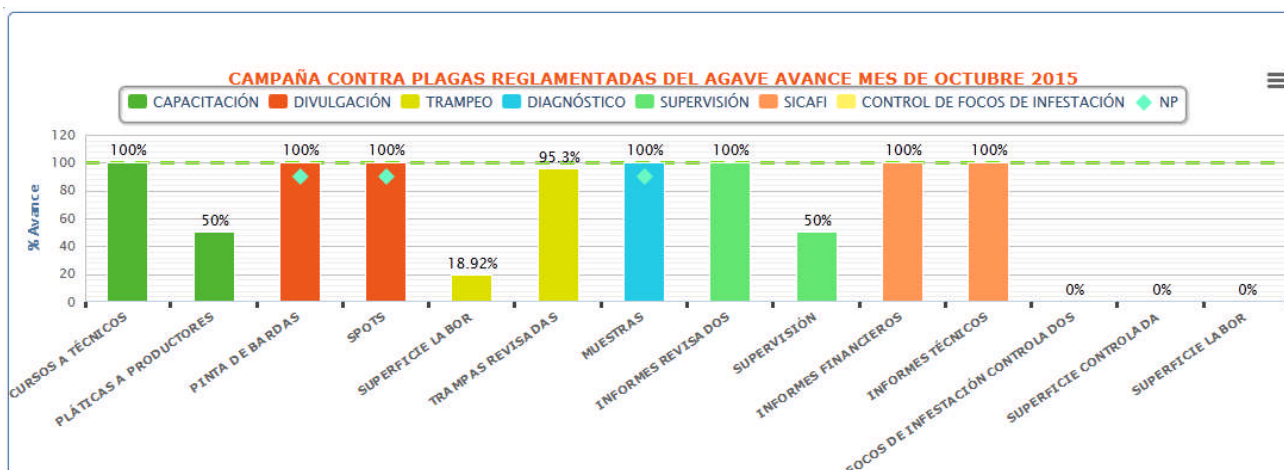 CAMPAÑA CONTRA PLAGAS REGLAMENTADAS DEL AGAVE AVANCE MES DE OCTUBRE 2015
CAPACITACIÓN DIVULGACIÓN TRAMPEO DIAGNÓSTICO SUPERVISIÓN SICAFI CONTROL DE FOCOS DE INFESTACIÓN NP
% Avance
120
100
80
60
40
20
0
100%
50%
100%
100%
18.92%
95.3%
100%
100%
50%
100%
100%
0%
0%
0%
CURSOS A TÉCNICOS
PLÁTICAS A PRODUCTORES
PINTA DE BARDAS
SPOTS
SUPERFICIE LABOR
TRAMPAS REVISADAS
MUESTRAS
INFORMES REVISADOS
SUPERVISIÓN
INFORMES FINANCIEROS
INFORMES TÉCNICOS
FOCOS DE INFESTACIÓN CONTROLADOS
SUPERFICIE CONTROLADA
SUPERFICIE LABOR